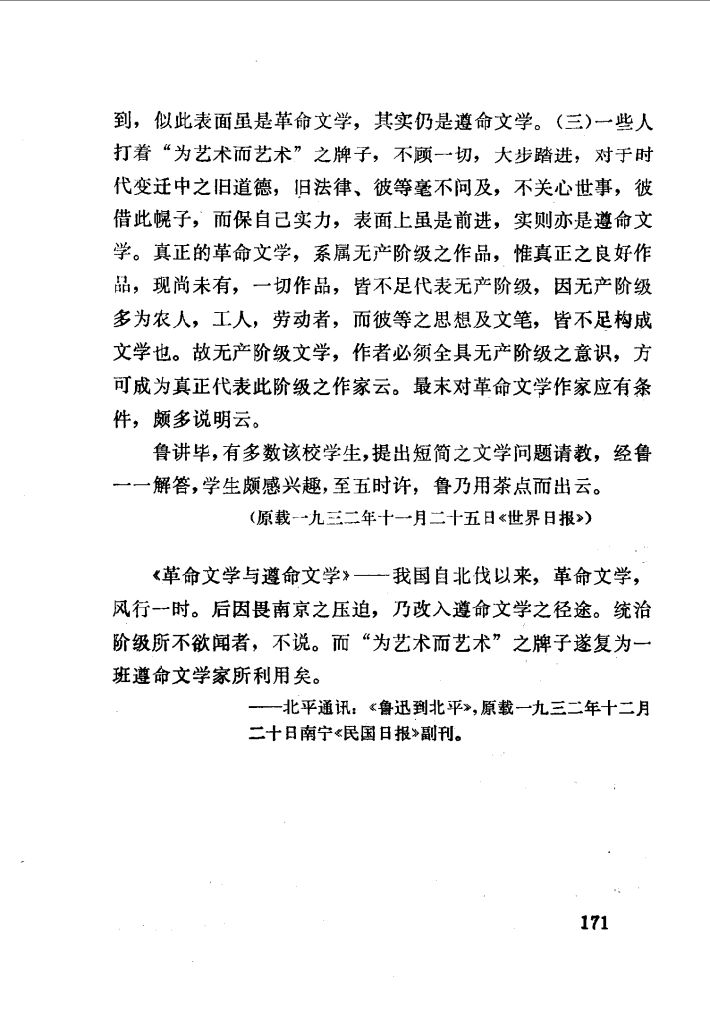 到，似此表面虽是革命文学，其实仍是遵命文学。（三）一些人
打着“为艺术而艺术”之牌子，不顾一切，大步踏进，对于时
代变迁中之旧道德，旧法律、彼等毫不问及，不关心世事，彼
借此幌子，而保自己实力，表面上虽是前进，实则亦是遵命文
学。真正的革命文学，系属无产阶级之作品，惟真正之良好作
品，现尚未有，一切作品，皆不足代表无产阶级，因无产阶级
多为农人，工人，劳动者，而彼等之思想及文笔，皆不足构成
文学也。故无产阶级文学，作者必须全具无产阶级之意识，方
可成为真正代表此阶级之作家云。最末对革命文学作家应有条
件，颇多说明云。
鲁讲毕，有多数该校学生，提出短简之文学问题请教，经鲁
一一解答，学生颇感兴趣，至五时许，鲁乃用茶点而出云。
（原载一九三二年十一月二十五日《世界日报》）
《革命文学与遵命文学》——我国自北伐以来，革命文学，
风行一时。后因畏南京之压迫，乃改入遵命文学之径途。统治
阶级所不欲闻者，不说。而“为艺术而艺术”之牌子遂复为一
班遵命文学家所利用矣。
——北平通讯：《鲁迅到北平》，原载一九三二年十二月
二十日南宁《民国日报》副刊。
171